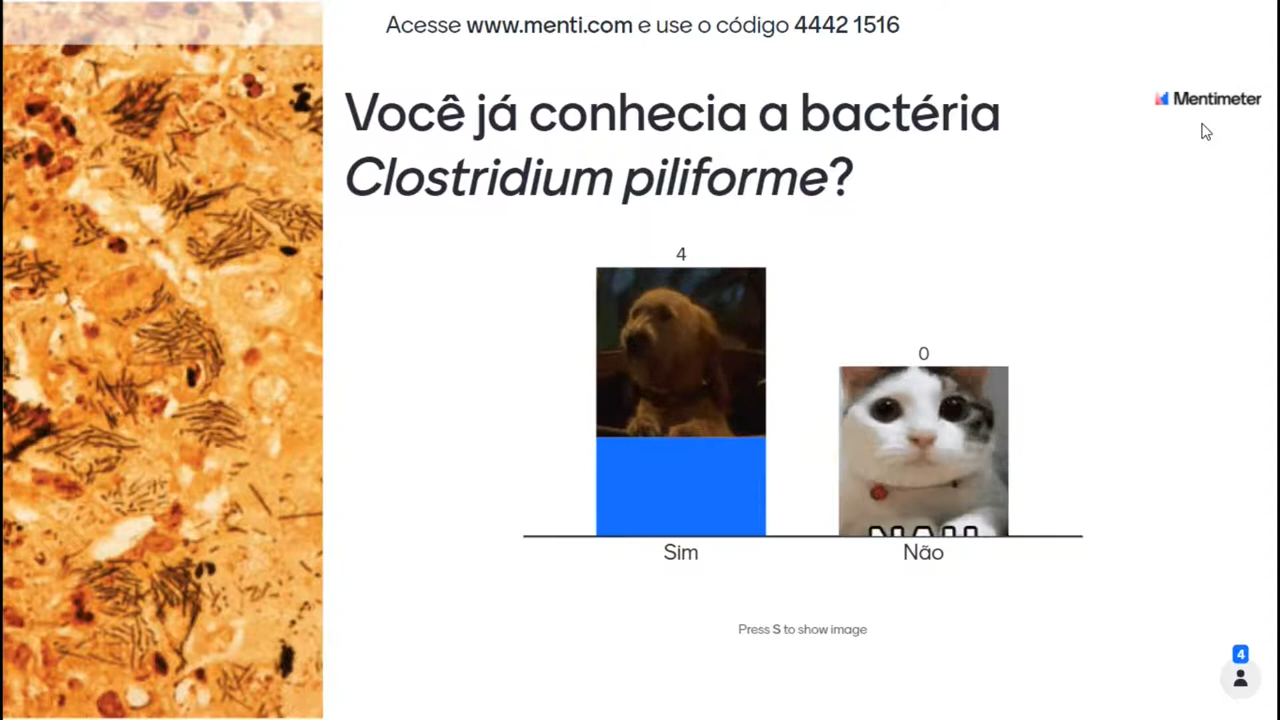 Acesse www.menti.com e use o código 4442 1516
Mentimeter
Você já conhecia a bactéria
Clostridium piliforme?
4
0
Sim
Não
Press S to show image
4